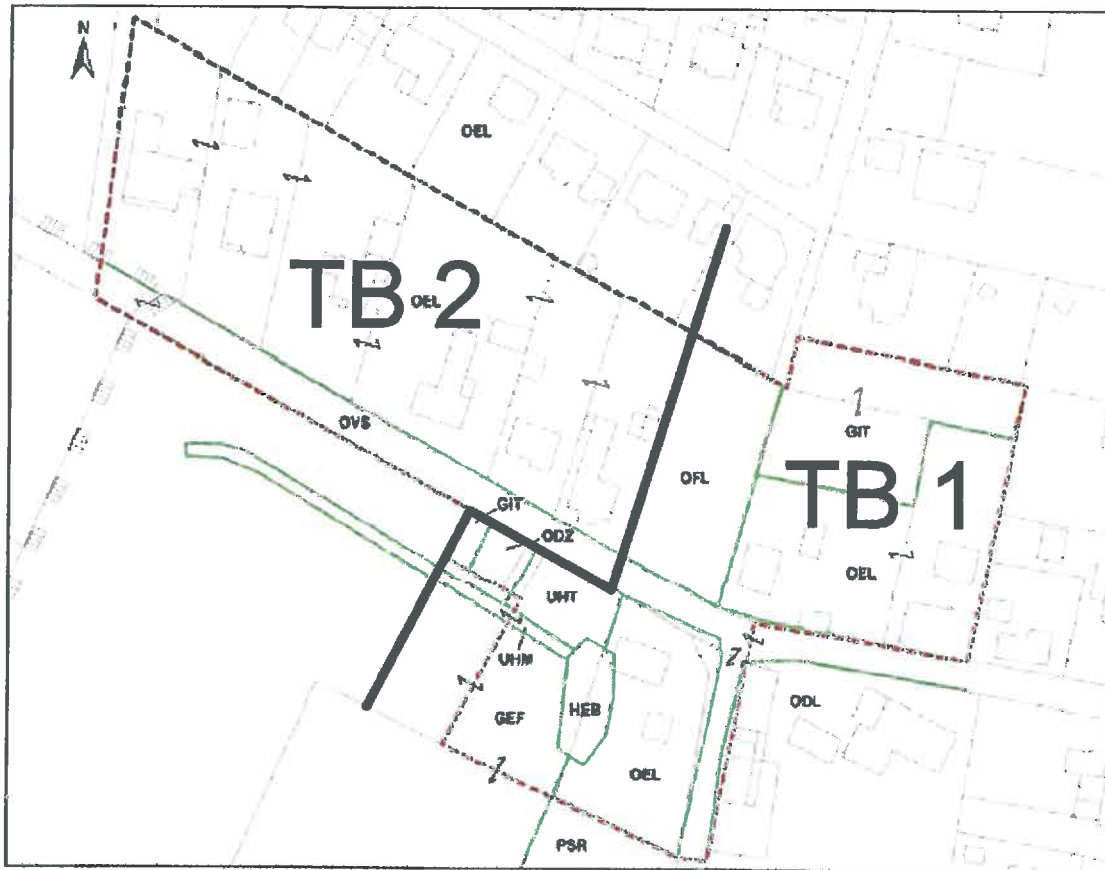 N
OEL
TB 2
OEL
OVS
GIT
OFL
TB 1
GIT
ODZ
OEL
UHT
UHM
GEF
HEB
ODL
OEL
PSR